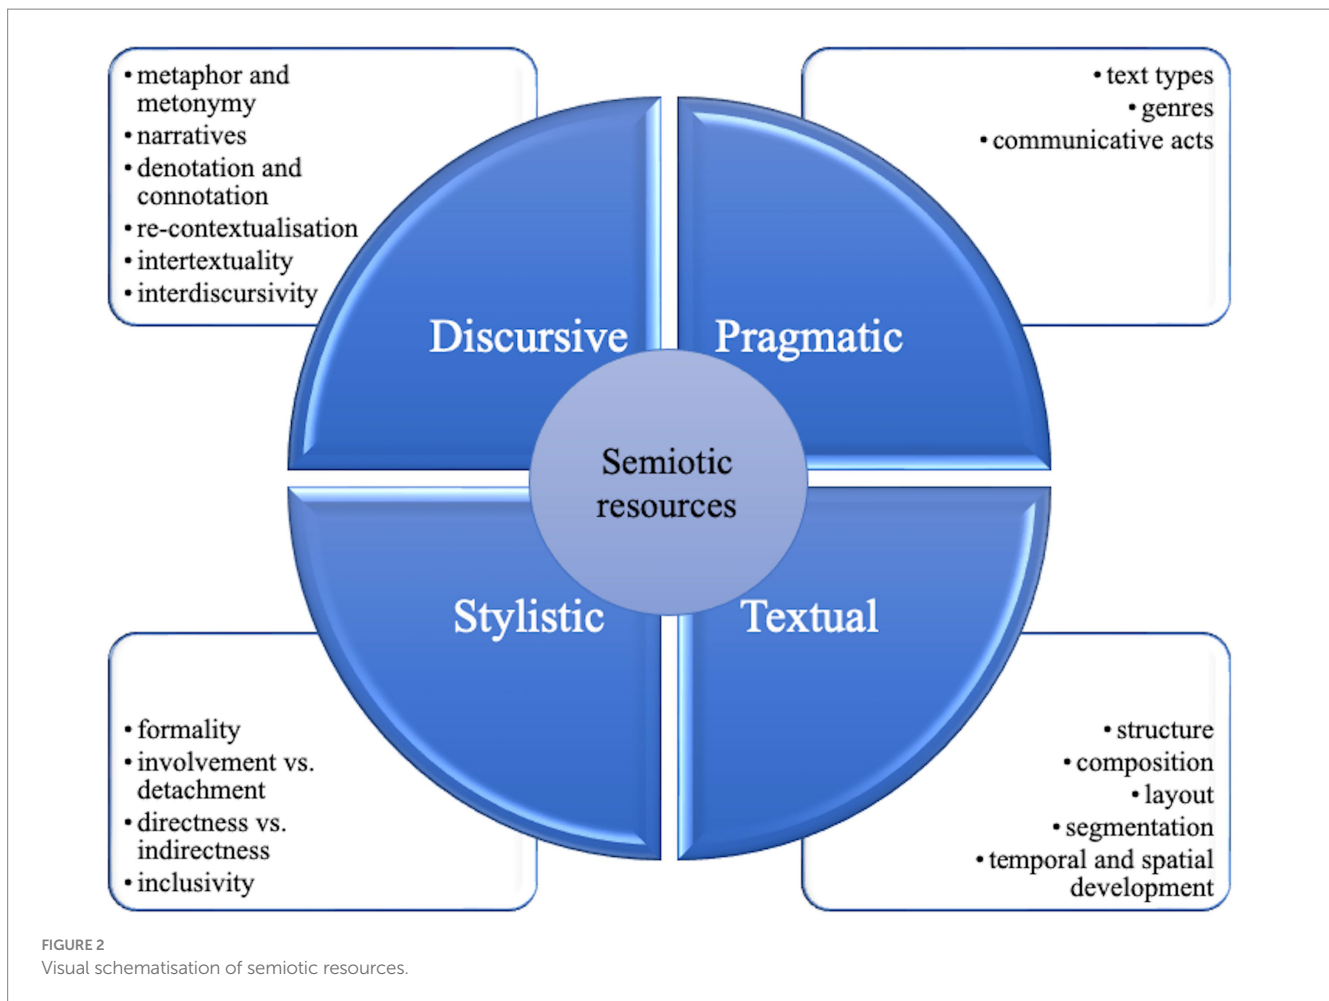 • metaphor and
metonymy
• narratives
• denotation and
connotation
• re-contextualisation
• intertextuality
• interdiscursivity
• text types
• genres
• communicative acts
Discursive
Pragmatic
Semiotic
resources
Stylistic
Textual
• formality
• involvement vs.
detachment
• directness vs.
indirectness
• inclusivity
• structure
• composition
• layout
• segmentation
• temporal and spatial
development
FIGURE 2
Visual schematisation of semiotic resources.